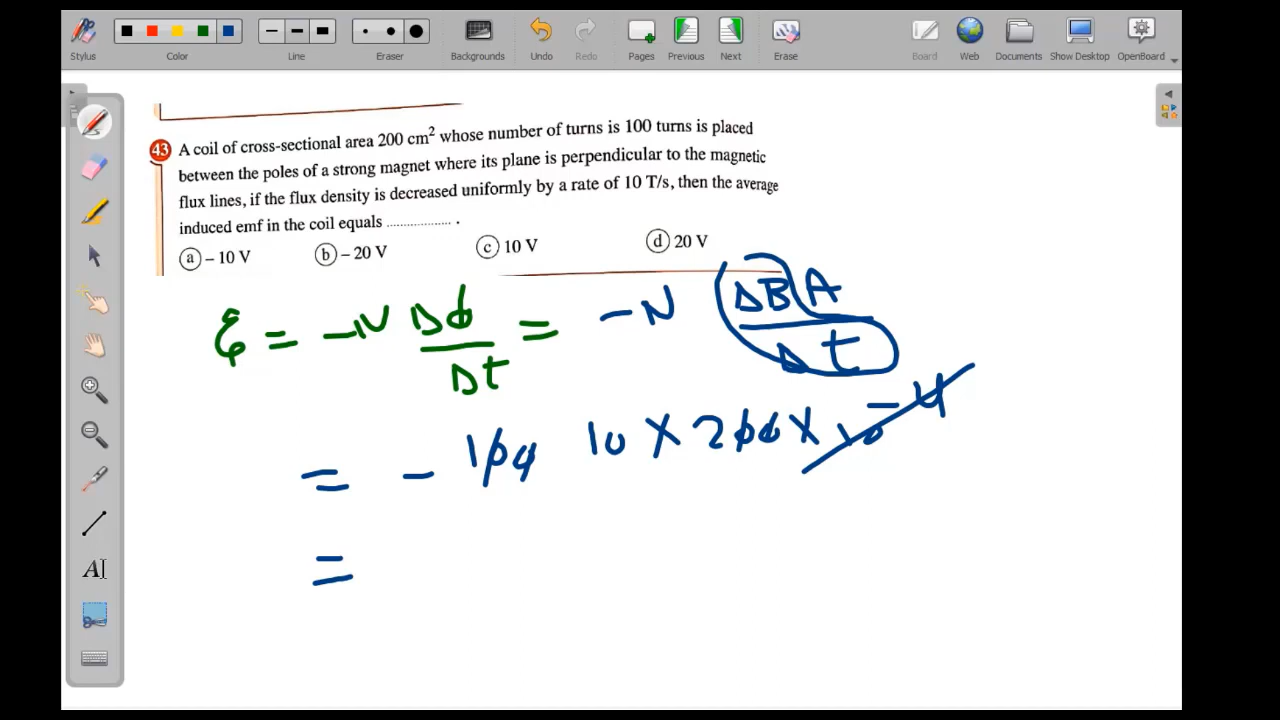 Stylus Color Line Eraser Backgrounds Undo Redo Pages Previous Next Erase Board Web Documents Show Desktop OpenBoard
43 A coil of cross-sectional area 200 cm² whose number of turns is 100 turns is placed
between the poles of a strong magnet where its plane is perpendicular to the magnetic
flux lines, if the flux density is decreased uniformly by a rate of 10 T/s, then the average
induced emf in the coil equals .................... .
a – 10 V b – 20 V c 10 V d 20 V
ξ = -N Δϕ/Δt = -N ΔB A/Δt
= - 100 10 × 200 × 10⁻⁴
=
A